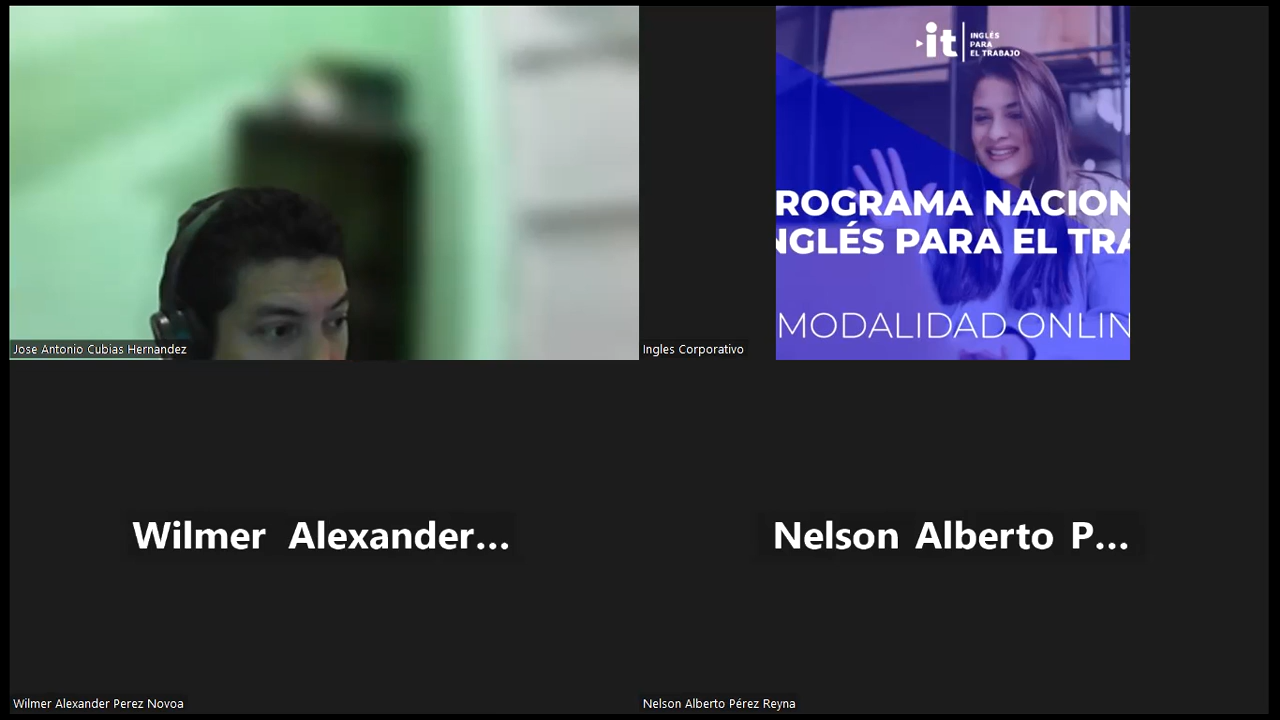 Jose Antonio Cubias Hernandez
it
INGLÉS
PARA
EL TRABAJO
ROGRAMA NACION
NGLÉS PARA EL TRA
MODALIDAD ONLIN
Ingles Corporativo
Wilmer Alexander...
Nelson Alberto P...
Wilmer Alexander Perez Novoa
Nelson Alberto Pérez Reyna